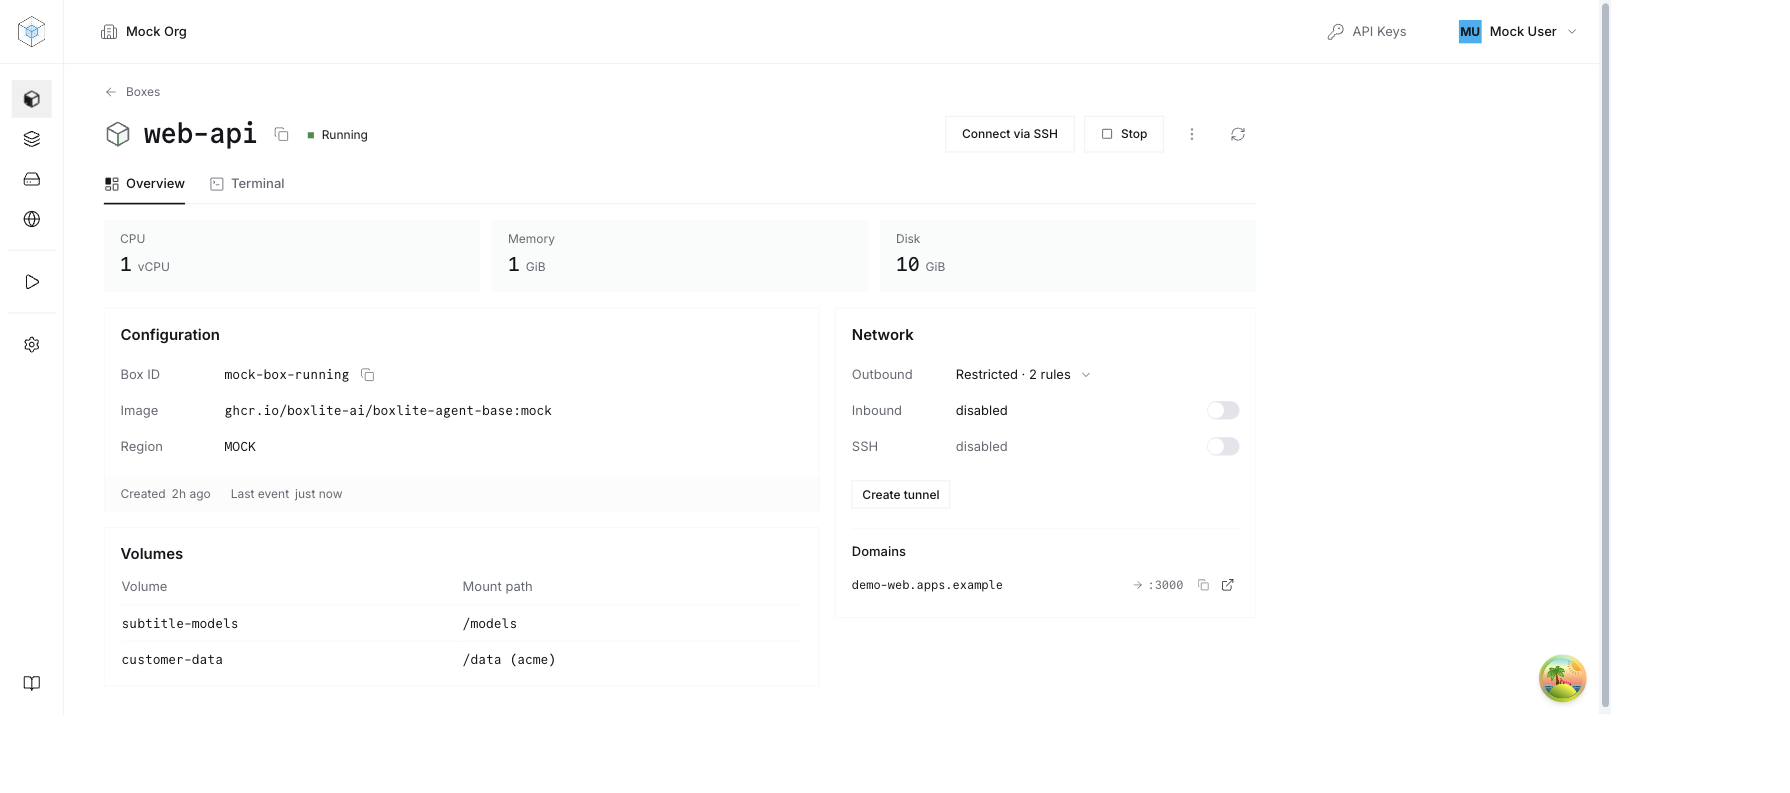 Mock Org
API Keys
MU Mock User
Boxes
web-api
Running
Connect via SSH
Stop
Overview
Terminal
CPU
1 vCPU
Memory
1 GiB
Disk
10 GiB
Configuration
Box ID mock-box-running
Image ghcr.io/boxlite-ai/boxlite-agent-base:mock
Region MOCK
Created 2h ago Last event just now
Volumes
Volume Mount path
subtitle-models /models
customer-data /data (acme)
Network
Outbound Restricted · 2 rules
Inbound disabled
SSH disabled
Create tunnel
Domains
demo-web.apps.example → :3000